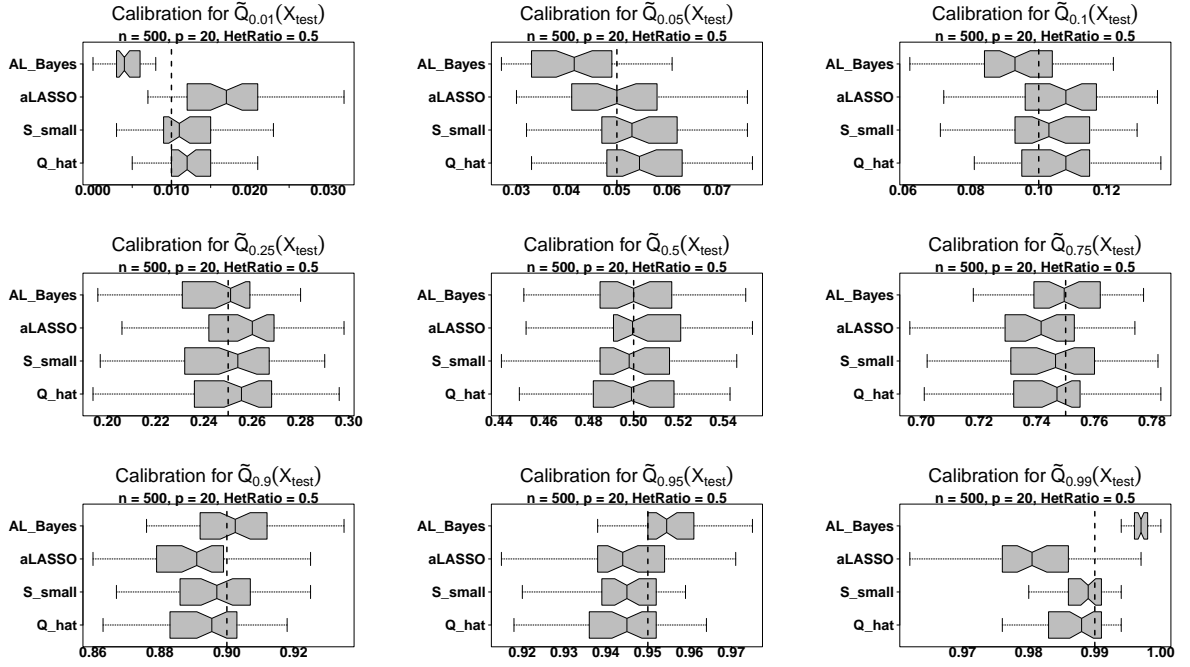 Calibration for Q̃0.01(Xtest)
n = 500, p = 20, HetRatio = 0.5
AL_Bayes
aLASSO
S_small
Q_hat
0.000 0.010 0.020 0.030
Calibration for Q̃0.05(Xtest)
n = 500, p = 20, HetRatio = 0.5
AL_Bayes
aLASSO
S_small
Q_hat
0.03 0.04 0.05 0.06 0.07
Calibration for Q̃0.1(Xtest)
n = 500, p = 20, HetRatio = 0.5
AL_Bayes
aLASSO
S_small
Q_hat
0.06 0.08 0.10 0.12
Calibration for Q̃0.25(Xtest)
n = 500, p = 20, HetRatio = 0.5
AL_Bayes
aLASSO
S_small
Q_hat
0.20 0.22 0.24 0.26 0.28 0.30
Calibration for Q̃0.5(Xtest)
n = 500, p = 20, HetRatio = 0.5
AL_Bayes
aLASSO
S_small
Q_hat
0.44 0.46 0.48 0.50 0.52 0.54
Calibration for Q̃0.75(Xtest)
n = 500, p = 20, HetRatio = 0.5
AL_Bayes
aLASSO
S_small
Q_hat
0.70 0.72 0.74 0.76 0.78
Calibration for Q̃0.9(Xtest)
n = 500, p = 20, HetRatio = 0.5
AL_Bayes
aLASSO
S_small
Q_hat
0.86 0.88 0.90 0.92
Calibration for Q̃0.95(Xtest)
n = 500, p = 20, HetRatio = 0.5
AL_Bayes
aLASSO
S_small
Q_hat
0.92 0.93 0.94 0.95 0.96 0.97
Calibration for Q̃0.99(Xtest)
n = 500, p = 20, HetRatio = 0.5
AL_Bayes
aLASSO
S_small
Q_hat
0.97 0.98 0.99 1.00